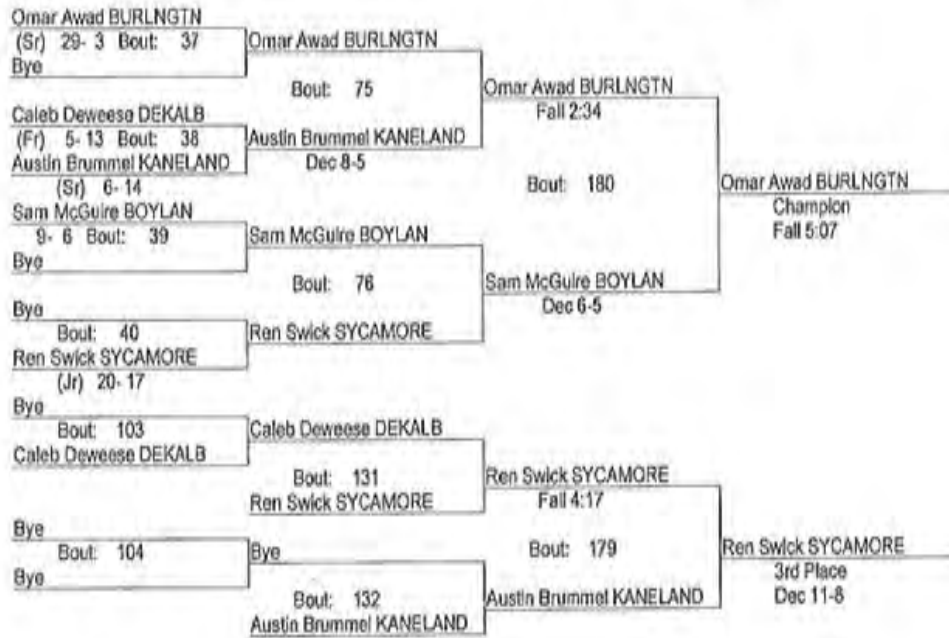 Omar Awad BURLNGTN
(Sr) 29- 3 Bout: 37
Bye
Omar Awad BURLNGTN
Bout: 75
Caleb Deweese DEKALB
(Fr) 5- 13 Bout: 38
Austin Brummel KANELAND
(Sr) 6- 14
Austin Brummel KANELAND
Dec 8-5
Omar Awad BURLNGTN
Fall 2:34
Bout: 180
Sam McGuire BOYLAN
9- 6 Bout: 39
Bye
Sam McGuire BOYLAN
Bout: 76
Bye
Bout: 40
Ren Swick SYCAMORE
(Jr) 20- 17
Ren Swick SYCAMORE
Sam McGuire BOYLAN
Dec 6-5
Omar Awad BURLNGTN
Champion
Fall 5:07
Bye
Bout: 103
Caleb Deweese DEKALB
Caleb Deweese DEKALB
Bout: 131
Ren Swick SYCAMORE
Ren Swick SYCAMORE
Fall 4:17
Bout: 179
Bye
Bout: 104
Bye
Bye
Bout: 132
Austin Brummel KANELAND
Austin Brummel KANELAND
Ren Swick SYCAMORE
3rd Place
Dec 11-8